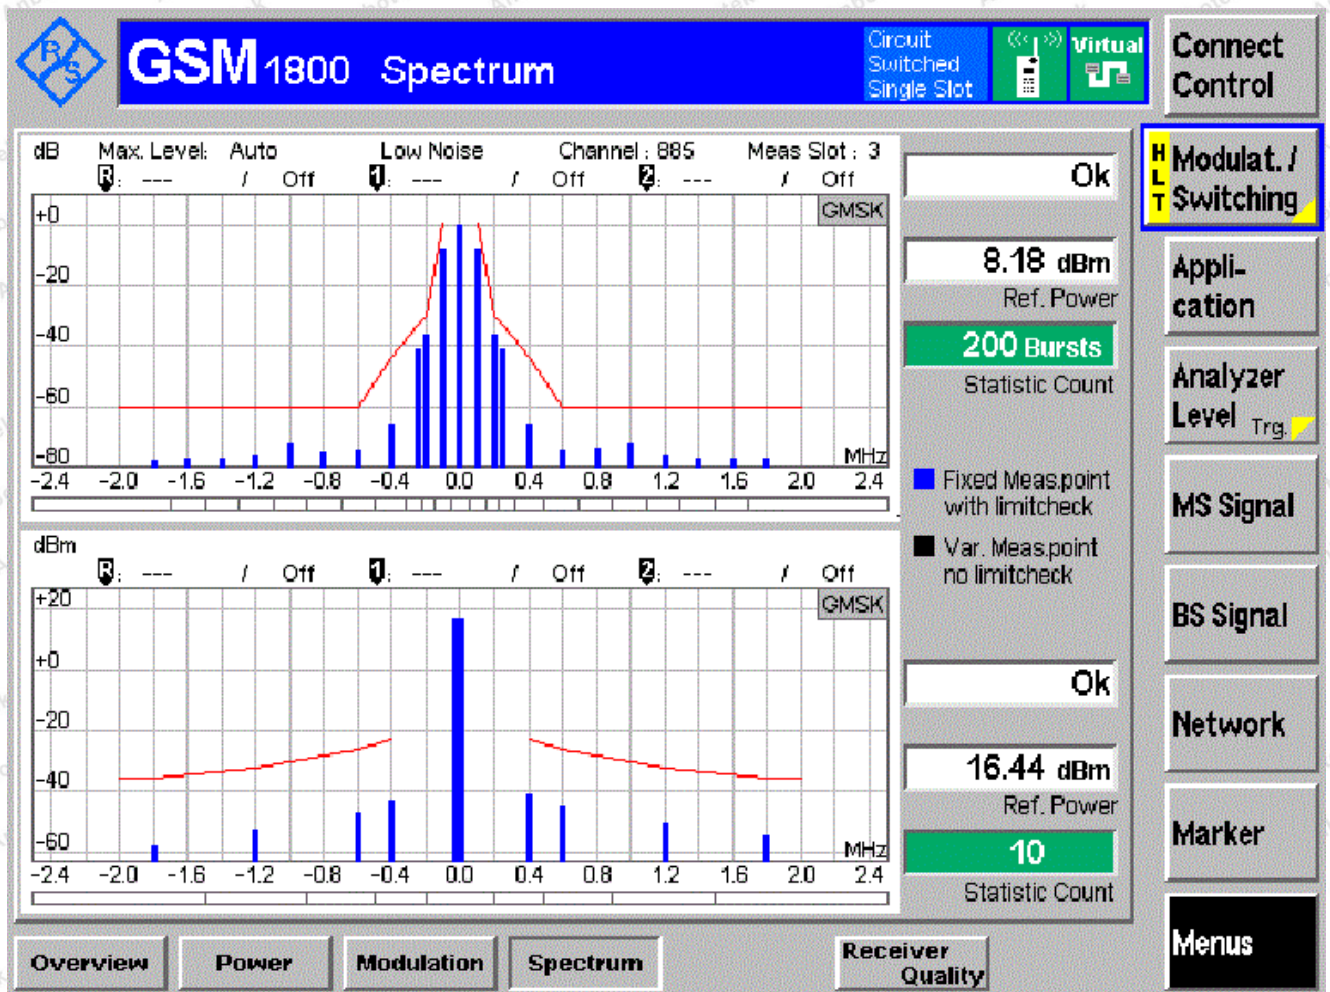 R S
GSM 1800 Spectrum
Circuit
Switched
Single Slot
Virtual
Connect
Control
dB Max. Level: Auto Low Noise Channel : 885 Meas Slot : 3
R: --- / Off 1: --- / Off 2: --- / Off
GMSK
+0
-20
-40
-60
-80
MHz
-2.4 -2.0 -1.6 -1.2 -0.8 -0.4 0.0 0.4 0.8 1.2 1.6 2.0 2.4
Ok
8.18 dBm
Ref. Power
200 Bursts
Statistic Count
Fixed Meas.point
with limitcheck
Var. Meas.point
no limitcheck
dBm
R: --- / Off 1: --- / Off 2: --- / Off
GMSK
+20
+0
-20
-40
-60
MHz
-2.4 -2.0 -1.6 -1.2 -0.8 -0.4 0.0 0.4 0.8 1.2 1.6 2.0 2.4
Ok
16.44 dBm
Ref. Power
10
Statistic Count
HLT
Modulat. /
Switching
Appli-
cation
Analyzer
Level Trg.
MS Signal
BS Signal
Network
Marker
Menus
Overview
Power
Modulation
Spectrum
Receiver
Quality